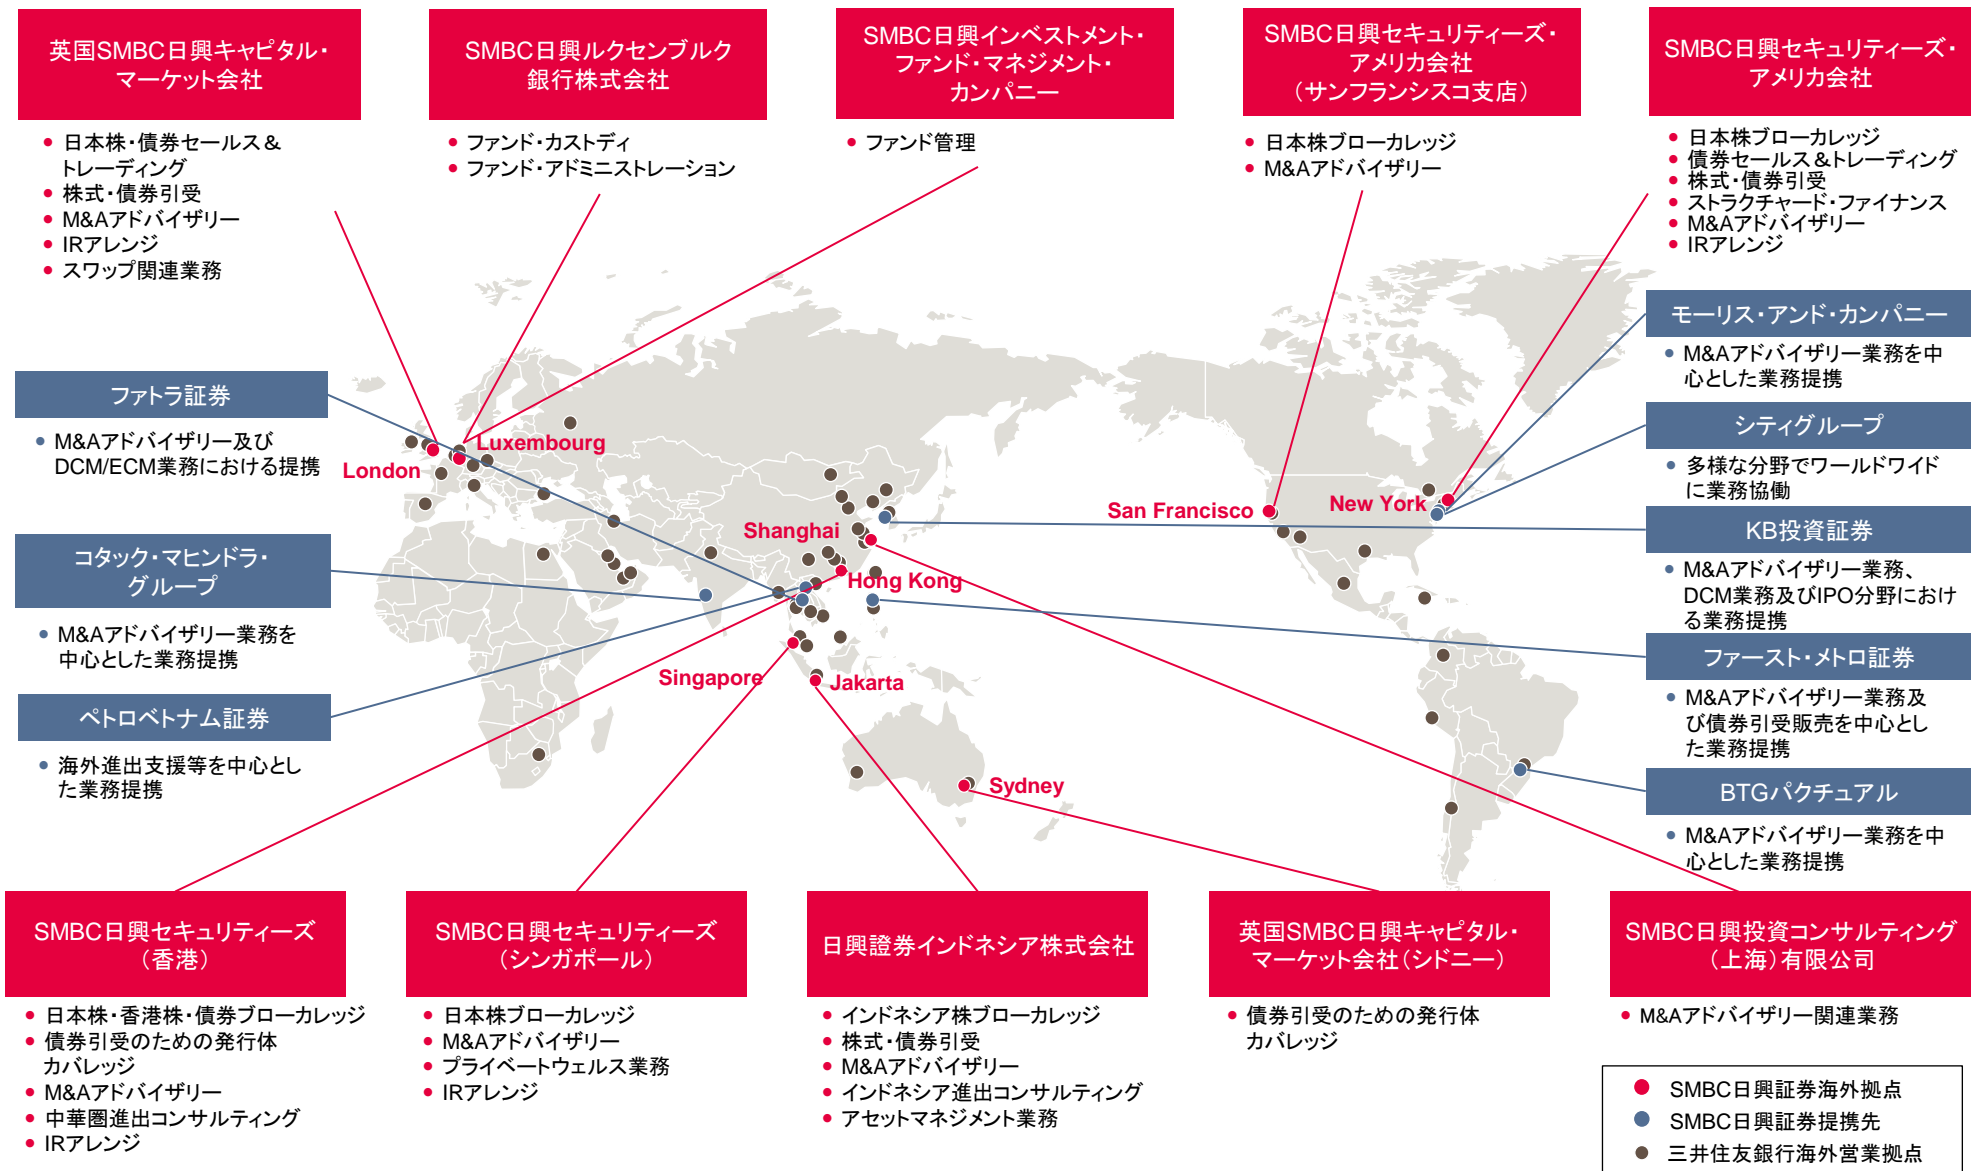 英国SMBC日興キャピタル・
マーケット会社
• 日本株・債券セールス＆
トレーディング
• 株式・債券引受
• M&Aアドバイザリー
• IRアレンジ
• スワップ関連業務
SMBC日興ルクセンブルク
銀行株式会社
• ファンド・カストディ
• ファンド・アドミニストレーション
SMBC日興インベストメント・
ファンド・マネジメント・
カンパニー
• ファンド管理
SMBC日興セキュリティーズ・
アメリカ会社
（サンフランシスコ支店）
• 日本株ブローカレッジ
• M&Aアドバイザリー
SMBC日興セキュリティーズ・
アメリカ会社
• 日本株ブローカレッジ
• 債券セールス＆トレーディング
• 株式・債券引受
• ストラクチャード・ファイナンス
• M&Aアドバイザリー
• IRアレンジ
ファトラ証券
• M&Aアドバイザリー及び
DCM/ECM業務における提携
コタック・マヒンドラ・
グループ
• M&Aアドバイザリー業務を
中心とした業務提携
ペトロベトナム証券
• 海外進出支援等を中心とし
た業務提携
London
Luxembourg
Shanghai
Hong Kong
Singapore
Jakarta
Sydney
San Francisco
New York
モーリス・アンド・カンパニー
• M&Aアドバイザリー業務を中
心とした業務提携
シティグループ
• 多様な分野でワールドワイド
に業務協働
KB投資証券
• M&Aアドバイザリー業務、
DCM業務及びIPO分野におけ
る業務提携
ファースト・メトロ証券
• M&Aアドバイザリー業務及
び債券引受販売を中心とし
た業務提携
BTGパクチュアル
• M&Aアドバイザリー業務を中
心とした業務提携
SMBC日興セキュリティーズ
（香港）
• 日本株・香港株・債券ブローカレッジ
• 債券引受のための発行体
カバレッジ
• M&Aアドバイザリー
• 中華圏進出コンサルティング
• IRアレンジ
SMBC日興セキュリティーズ
（シンガポール）
• 日本株ブローカレッジ
• M&Aアドバイザリー
• プライベートウェルス業務
• IRアレンジ
日興證券インドネシア株式会社
• インドネシア株ブローカレッジ
• 株式・債券引受
• M&Aアドバイザリー
• インドネシア進出コンサルティング
• アセットマネジメント業務
英国SMBC日興キャピタル・
マーケット会社（シドニー）
• 債券引受のための発行体
カバレッジ
SMBC日興投資コンサルティング
（上海）有限公司
• M&Aアドバイザリー関連業務
● SMBC日興証券海外拠点
● SMBC日興証券提携先
● 三井住友銀行海外営業拠点